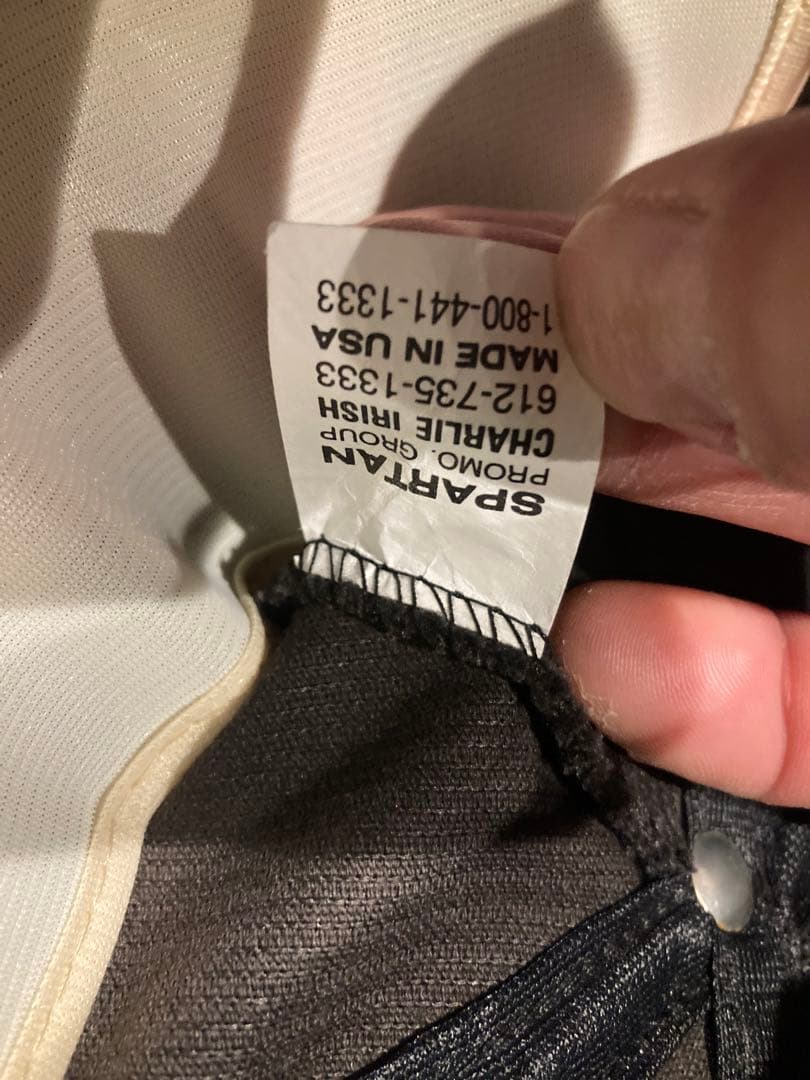 SPARTAN
PROMO. GROUP
CHARLIE IRISH
612-735-1333
MADE IN USA
1-800-441-1333